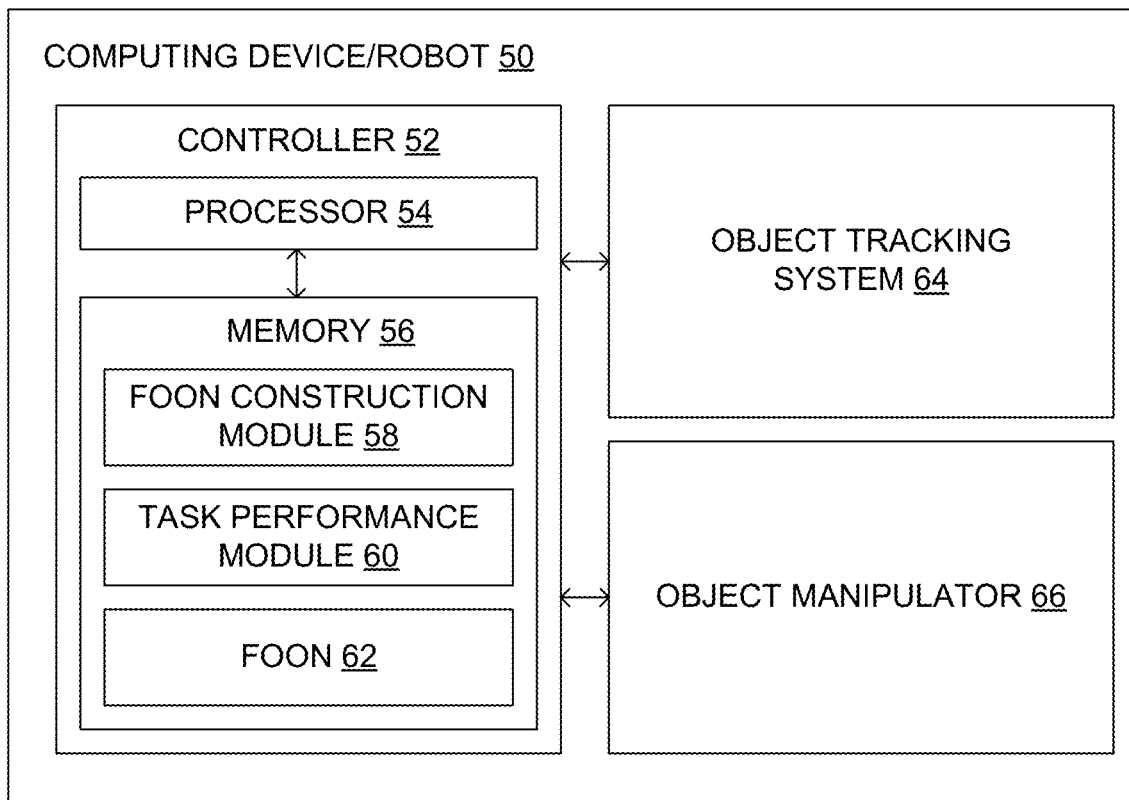 COMPUTING DEVICE/ROBOT 50
CONTROLLER 52
PROCESSOR 54
MEMORY 56
FOON CONSTRUCTION
MODULE 58
TASK PERFORMANCE
MODULE 60
FOON 62
OBJECT TRACKING
SYSTEM 64
OBJECT MANIPULATOR 66